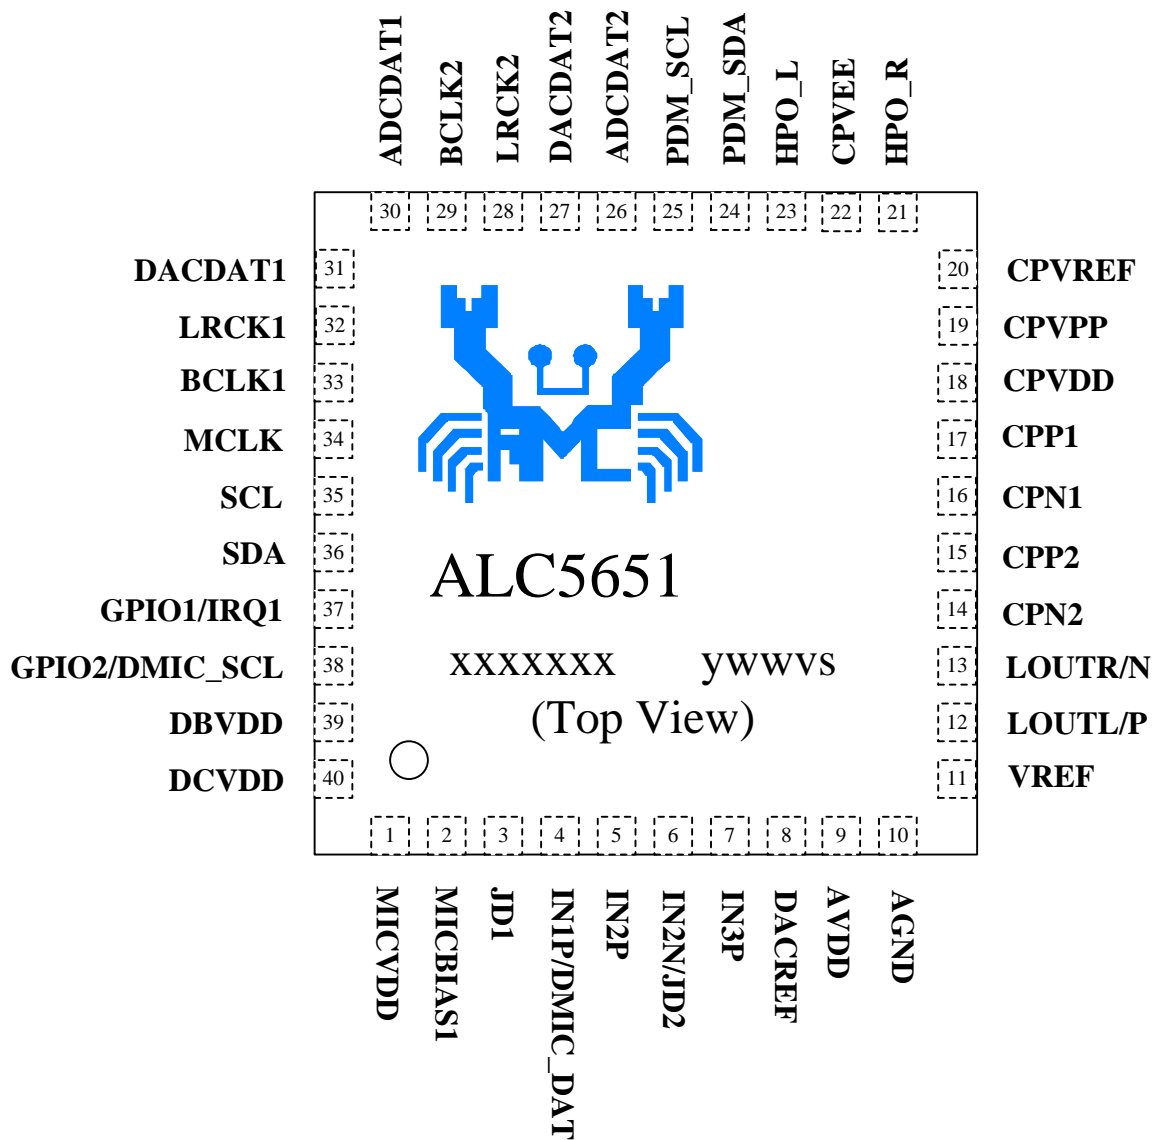 ADCDAT1
BCLK2
LRCK2
DACDAT2
ADCDAT2
PDM_SCL
PDM_SDA
HPO_L
CPVEE
HPO_R
30 29 28 27 26 25 24 23 22 21
DACDAT1 31
20 CPVREF
LRCK1 32
19 CPVPP
BCLK1 33
18 CPVDD
MCLK 34
17 CPP1
SCL 35
16 CPN1
SDA 36
15 CPP2
GPIO1/IRQ1 37
14 CPN2
GPIO2/DMIC_SCL 38
13 LOUTR/N
DBVDD 39
12 LOUTL/P
DCVDD 40
11 VREF
AMC
ALC5651
xxxxxxx ywwvs
(Top View)
1 2 3 4 5 6 7 8 9 10
MICVDD
MICBIAS1
JD1
IN1P/DMIC_DAT
IN2P
IN2N/JD2
IN3P
DACREF
AVDD
AGND